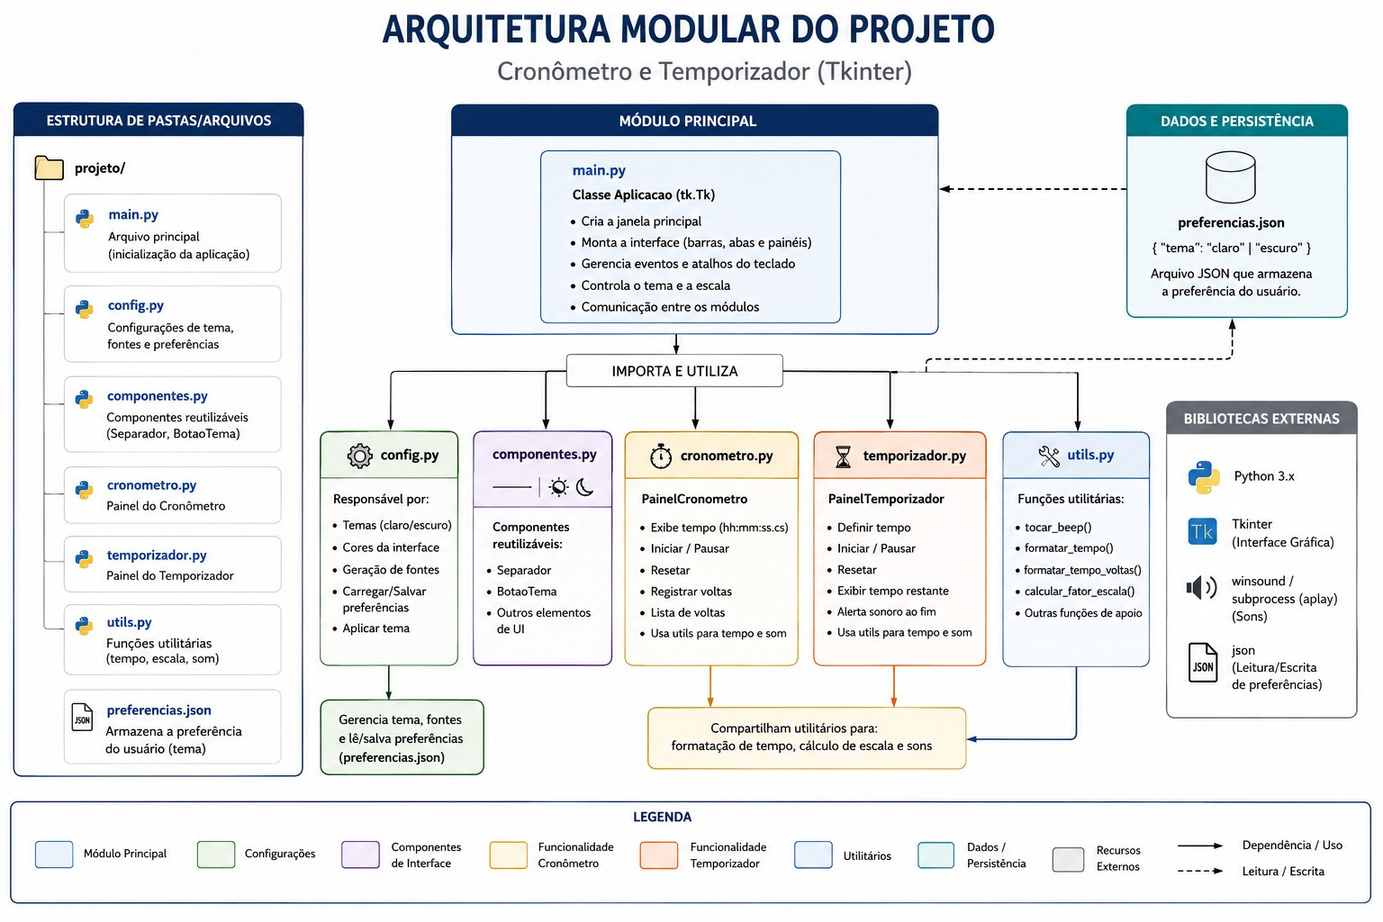 ARQUITETURA MODULAR DO PROJETO
Cronômetro e Temporizador (Tkinter)
ESTRUTURA DE PASTAS/ARQUIVOS
projeto/
main.py
Arquivo principal
(inicialização da aplicação)
config.py
Configurações de tema,
fontes e preferências
componentes.py
Componentes reutilizáveis
(Separador, BotaoTema)
cronometro.py
Painel do Cronômetro
temporizador.py
Painel do Temporizador
utils.py
Funções utilitárias
(tempo, escala, som)
JSON
preferencias.json
Armazena a preferência
do usuário (tema)
MÓDULO PRINCIPAL
main.py
Classe Aplicacao (tk.Tk)
• Cria a janela principal
• Monta a interface (barras, abas e painéis)
• Gerencia eventos e atalhos do teclado
• Controla o tema e a escala
• Comunicação entre os módulos
DADOS E PERSISTÊNCIA
preferencias.json
{ "tema": "claro" | "escuro" }
Arquivo JSON que armazena
a preferência do usuário.
IMPORTA E UTILIZA
config.py
Responsável por:
• Temas (claro/escuro)
• Cores da interface
• Geração de fontes
• Carregar/Salvar
preferências
• Aplicar tema
componentes.py
Componentes
reutilizáveis:
• Separador
• BotaoTema
• Outros elementos
de UI
cronometro.py
PainelCronometro
• Exibe tempo (hh:mm:ss.cs)
• Iniciar / Pausar
• Resetar
• Registrar voltas
• Lista de voltas
• Usa utils para tempo e som
temporizador.py
PainelTemporizador
• Definir tempo
• Iniciar / Pausar
• Resetar
• Exibir tempo restante
• Alerta sonoro ao fim
• Usa utils para tempo e som
utils.py
Funções utilitárias:
• tocar_beep()
• formatar_tempo()
• formatar_tempo_voltas()
• calcular_fator_escala()
• Outras funções de apoio
BIBLIOTECAS EXTERNAS
Python 3.x
Tk
Tkinter
(Interface Gráfica)
winsound /
subprocess (aplay)
(Sons)
JSON
json
(Leitura/Escrita
de preferências)
Gerencia tema, fontes
e lê/salva preferências
(preferencias.json)
Compartilham utilitários para:
formatação de tempo, cálculo de escala e sons
LEGENDA
Módulo Principal
Configurações
Componentes
de Interface
Funcionalidade
Cronômetro
Funcionalidade
Temporizador
Utilitários
Dados /
Persistência
Recursos
Externos
Dependência / Uso
Leitura / Escrita